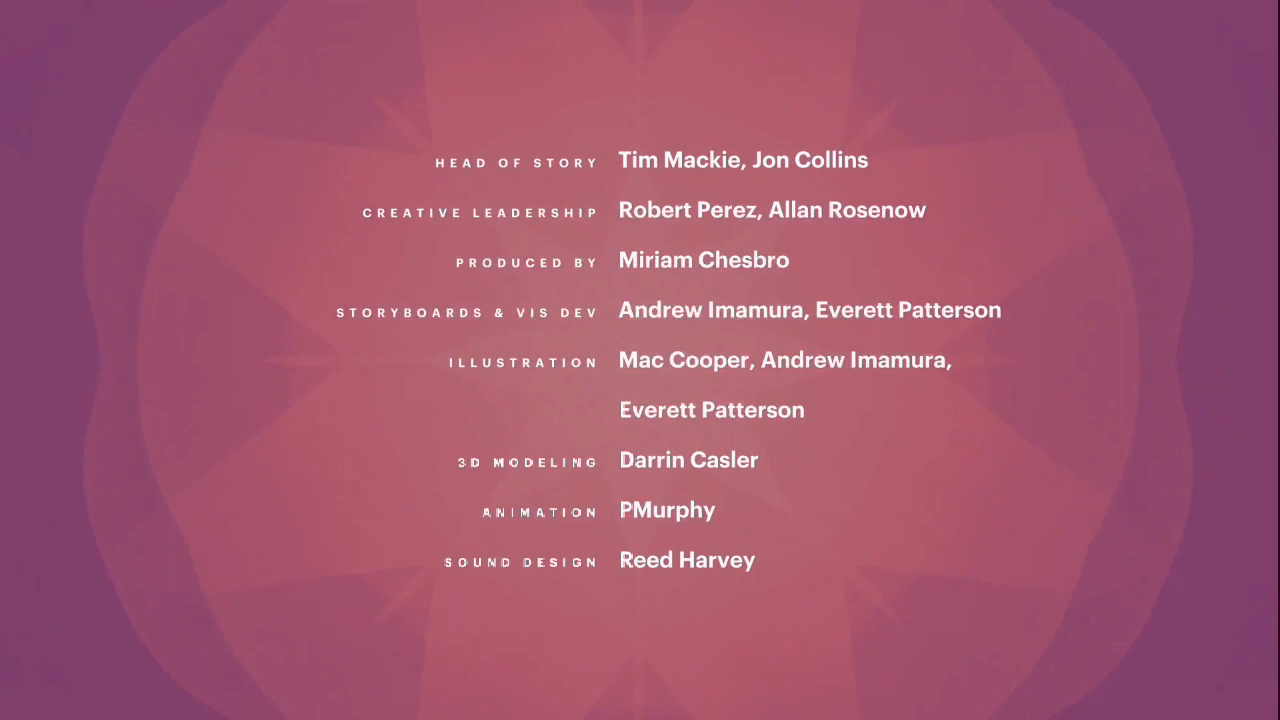 HEAD OF STORY Tim Mackie, Jon Collins
CREATIVE LEADERSHIP Robert Perez, Allan Rosenow
PRODUCED BY Miriam Chesbro
STORYBOARDS & VIS DEV Andrew Imamura, Everett Patterson
ILLUSTRATION Mac Cooper, Andrew Imamura,
Everett Patterson
3D MODELING Darrin Casler
ANIMATION PMurphy
SOUND DESIGN Reed Harvey